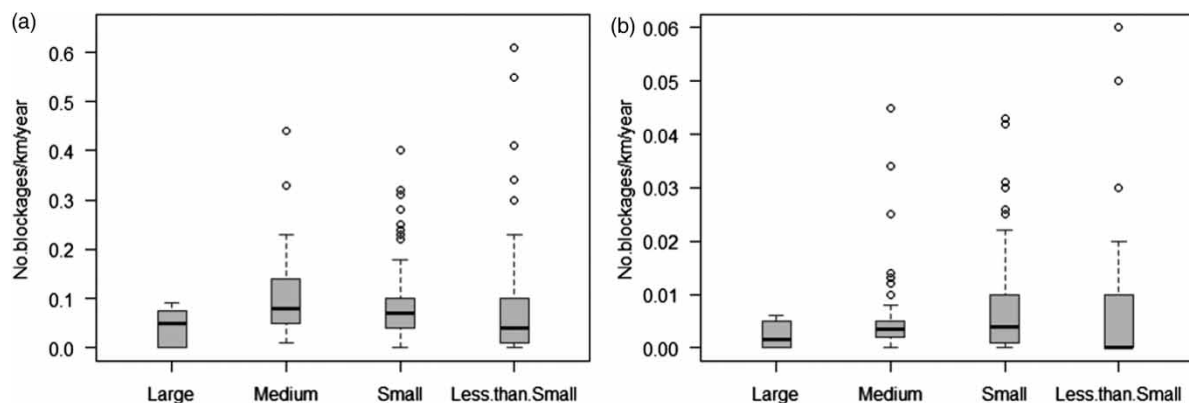 (a)
No.blockages/km/year
0.6
0.5
0.4
0.3
0.2
0.1
0.0
Large Medium Small Less.than.Small
(b)
No.blockages/km/year
0.06
0.05
0.04
0.03
0.02
0.01
0.00
Large Medium Small Less.than.Small